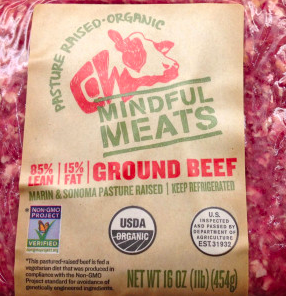 PASTURE RAISED · ORGANIC
COW
MINDFUL
MEATS
85% LEAN | 15% FAT | GROUND BEEF
MARIN & SONOMA PASTURE RAISED | KEEP REFRIGERATED
NON-GMO
PROJECT
VERIFIED
nongmoproject.org
USDA
ORGANIC
U.S.
INSPECTED
AND PASSED BY
DEPARTMENT OF
AGRICULTURE
EST.31932
*This pasture-raised beef is fed a
vegetarian diet that was produced
in compliance with the Non-GMO
Project standard for avoidance of
genetically engineered ingredients.
NET WT 16 OZ (1lb) (454g)